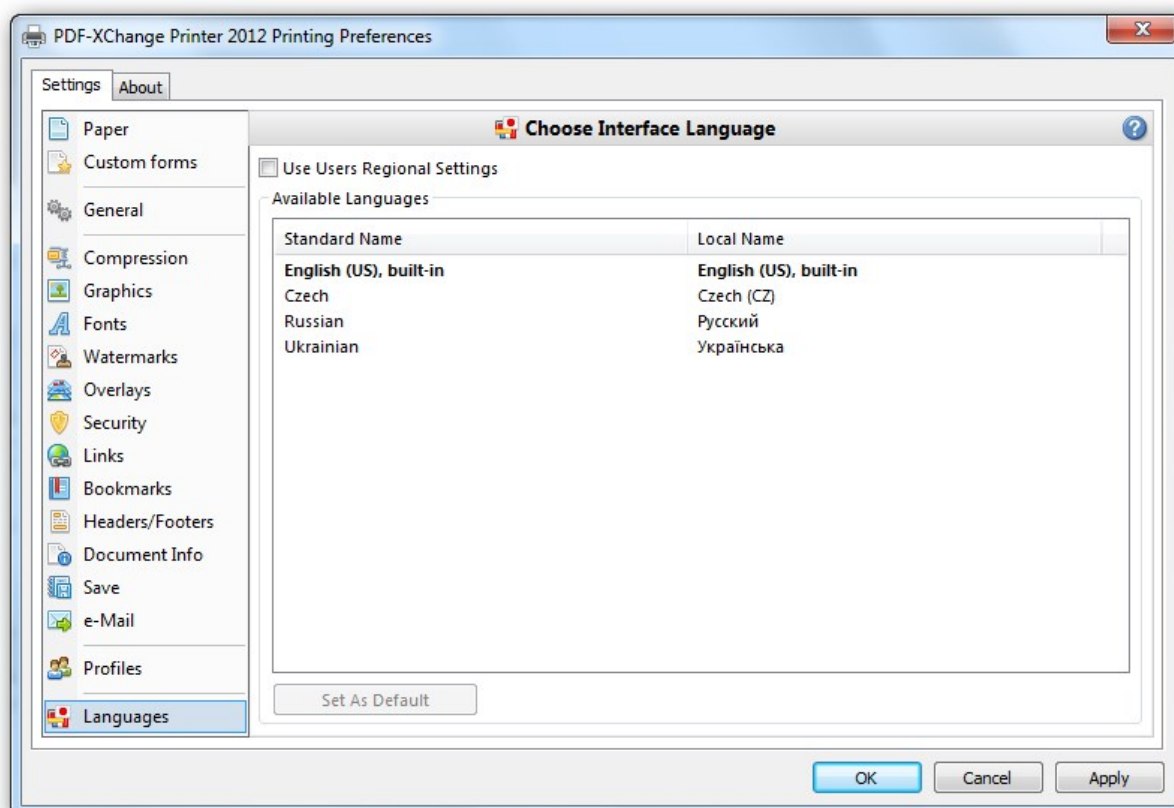 PDF-XChange Printer 2012 Printing Preferences
Settings About
Paper
Custom forms
General
Compression
Graphics
Fonts
Watermarks
Overlays
Security
Links
Bookmarks
Headers/Footers
Document Info
Save
e-Mail
Profiles
Languages
Choose Interface Language
Use Users Regional Settings
Available Languages
Standard Name Local Name
English (US), built-in English (US), built-in
Czech Czech (CZ)
Russian Русский
Ukrainian Українська
Set As Default
OK Cancel Apply